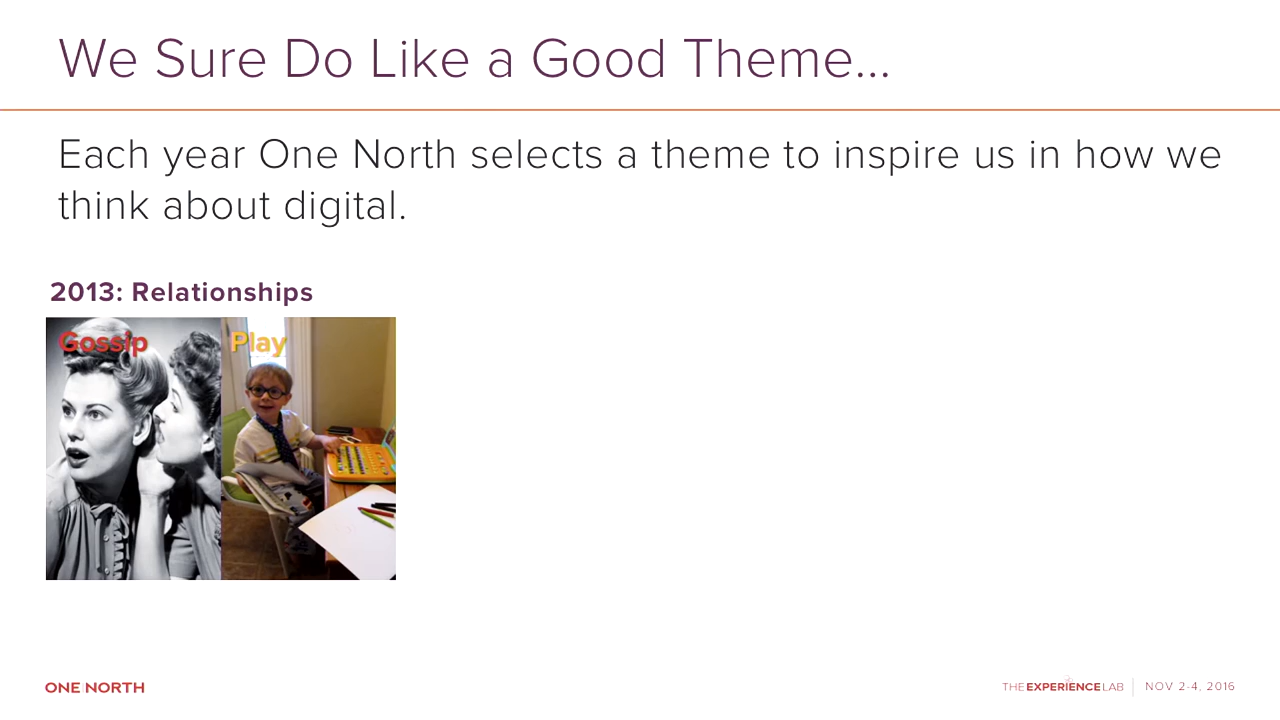 We Sure Do Like a Good Theme...
Each year One North selects a theme to inspire us in how we
think about digital.
2013: Relationships
Gossip
Play
ONE NORTH
THE EXPERIENCE LAB
NOV 2-4, 2016